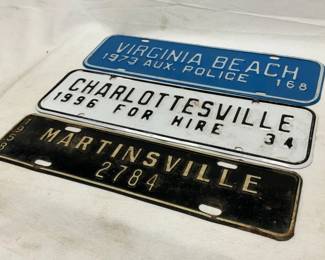 VIRGINIA BEACH
1973 AUX. POLICE 168
CHARLOTTESVILLE
1996 FOR HIRE 34
MARTINSVILLE
2784